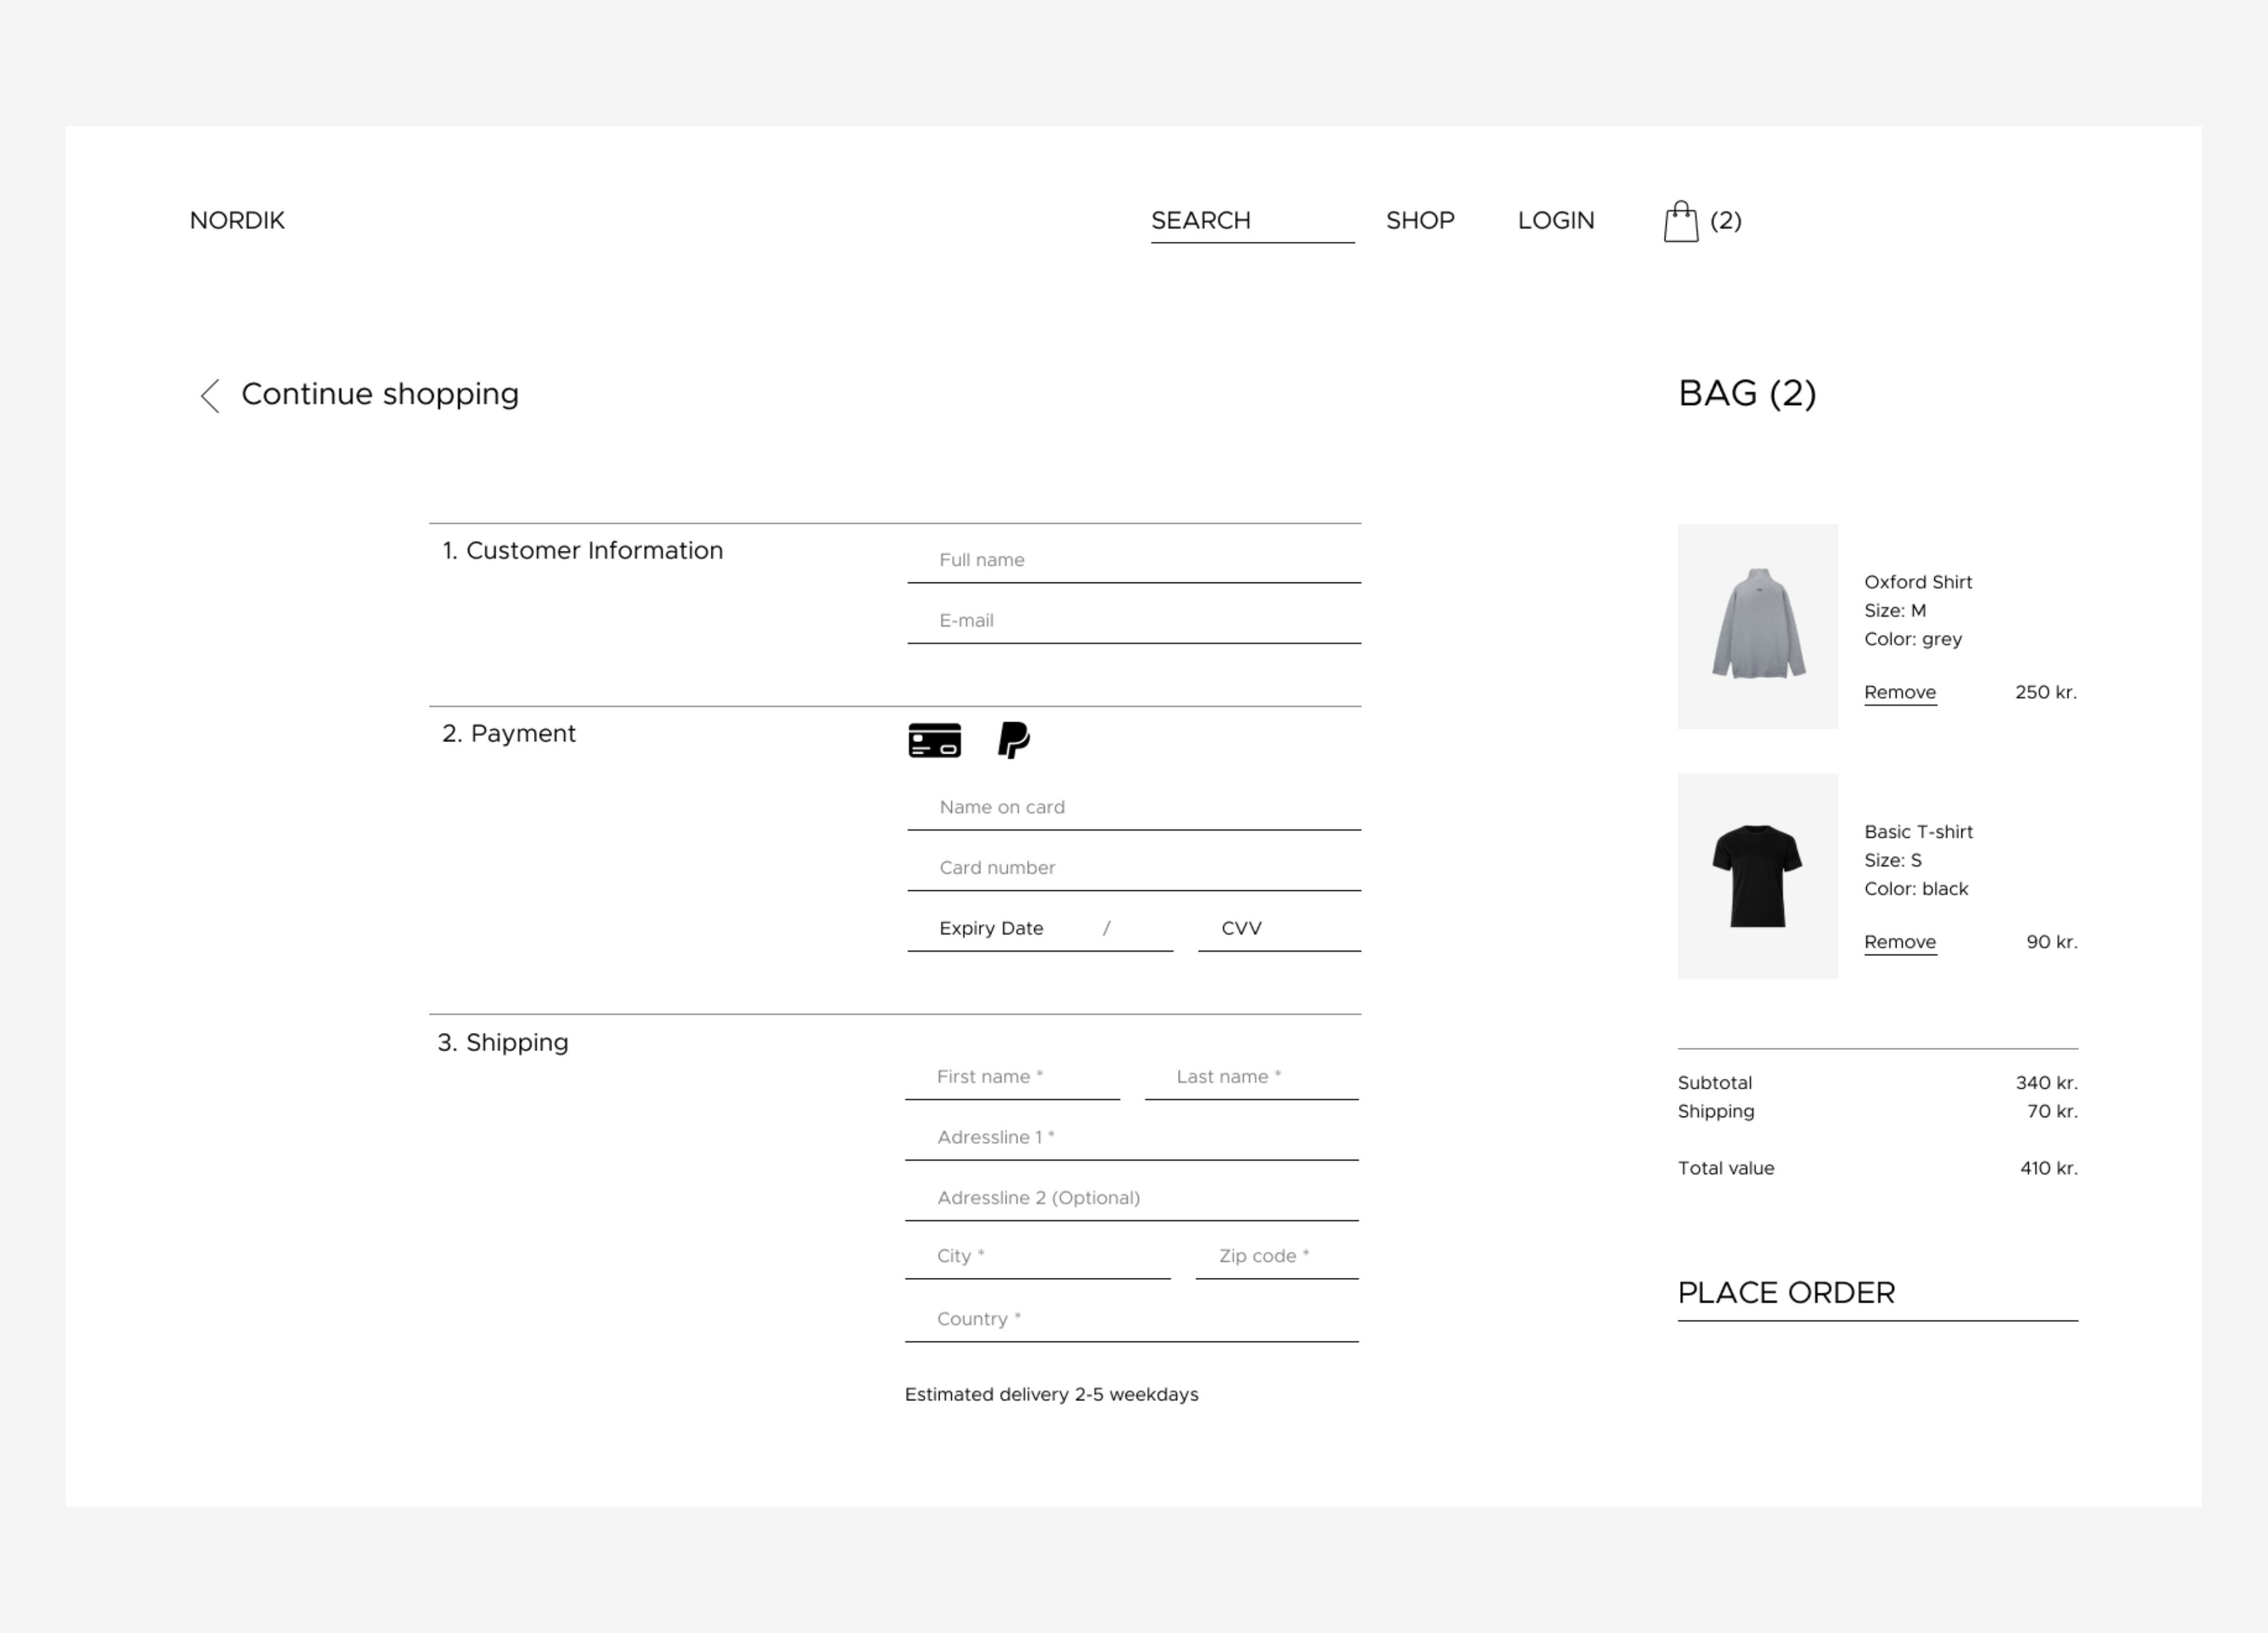 NORDIK
SEARCH
SHOP
LOGIN
(2)
Continue shopping
BAG (2)
1. Customer Information
Full name
E-mail
2. Payment
Name on card
Card number
Expiry Date /
CVV
3. Shipping
First name *
Last name *
Adressline 1 *
Adressline 2 (Optional)
City *
Zip code *
Country *
Estimated delivery 2-5 weekdays
Oxford Shirt
Size: M
Color: grey
Remove
250 kr.
Basic T-shirt
Size: S
Color: black
Remove
90 kr.
Subtotal
340 kr.
Shipping
70 kr.
Total value
410 kr.
PLACE ORDER